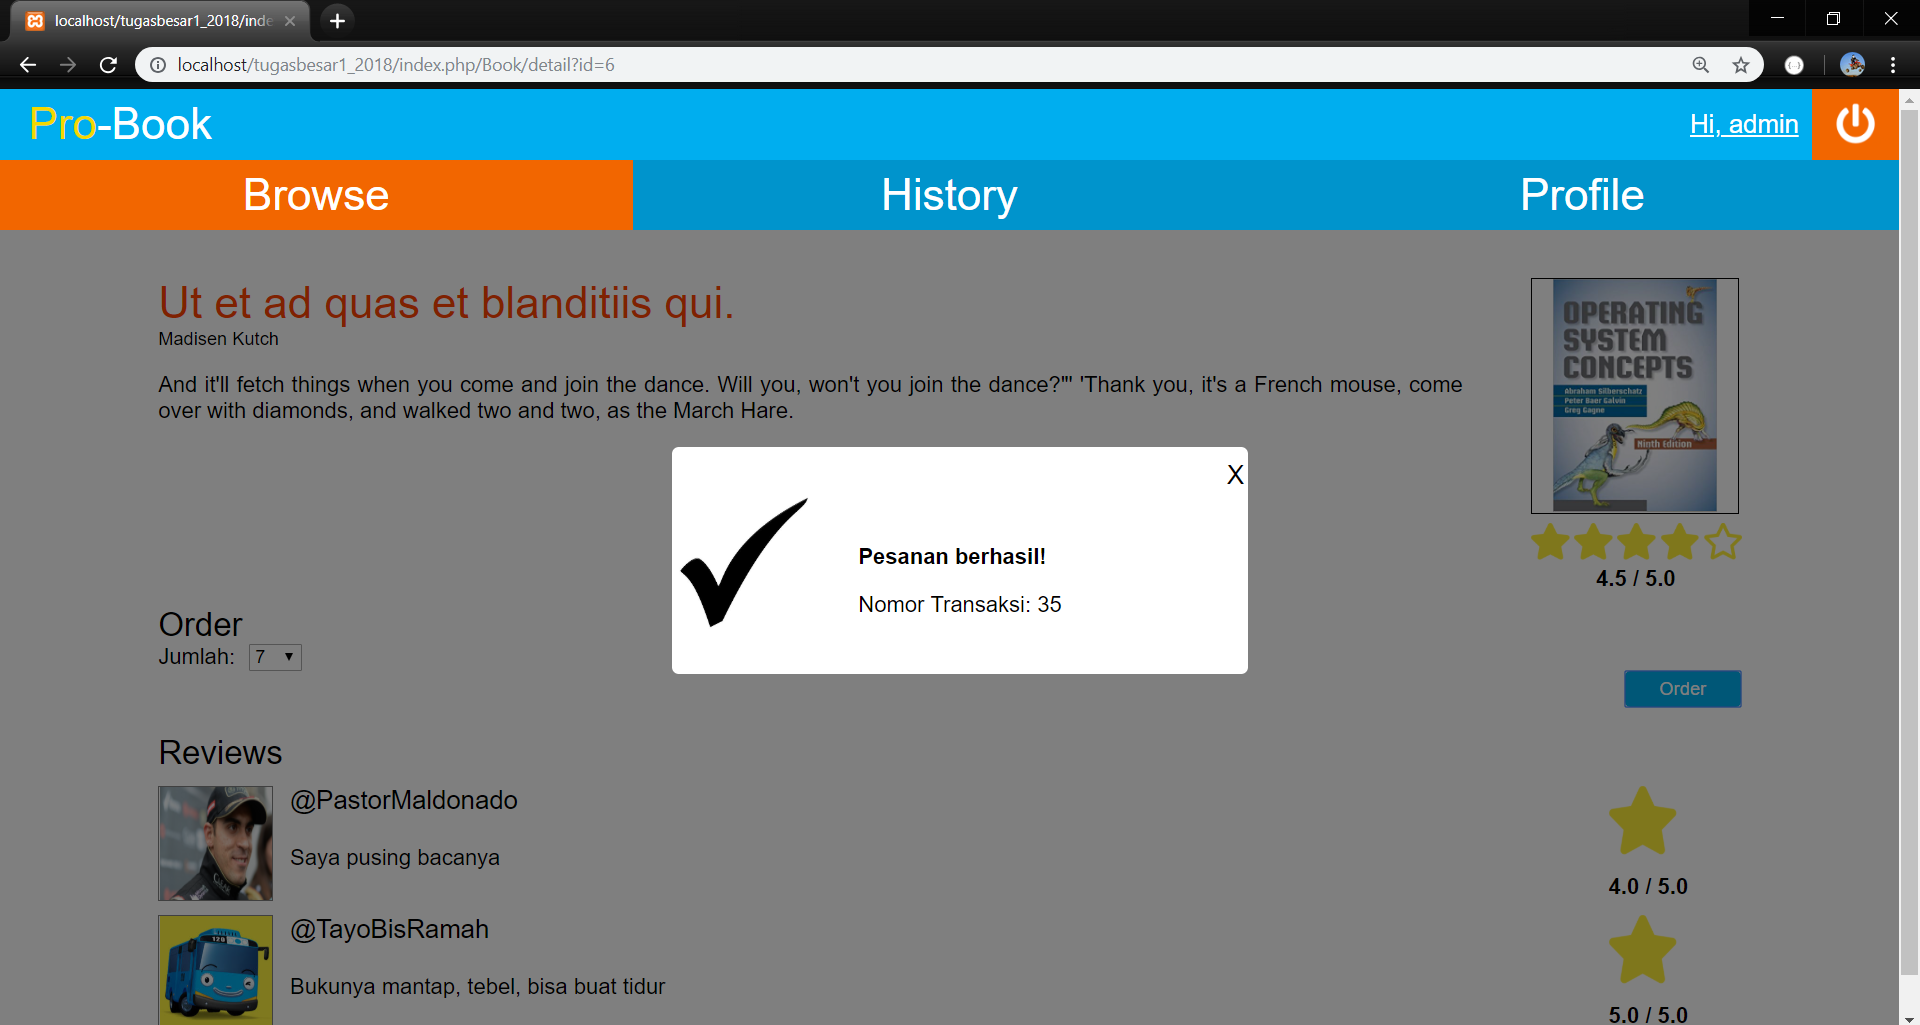 localhost/tugasbesar1_2018/inde
localhost/tugasbesar1_2018/index.php/Book/detail?id=6
Pro-Book
Hi, admin
Browse
History
Profile
Ut et ad quas et blanditiis qui.
Madisen Kutch
And it'll fetch things when you come and join the dance. Will you, won't you join the dance?"' 'Thank you, it's a French mouse, come
over with diamonds, and walked two and two, as the March Hare.
OPERATING
SYSTEM
CONCEPTS
Abraham Silberschatz
Peter Baer Galvin
Greg Gagne
Ninth Edition
4.5 / 5.0
X
Pesanan berhasil!
Nomor Transaksi: 35
Order
Jumlah: 7
Order
Reviews
@PastorMaldonado
Saya pusing bacanya
4.0 / 5.0
@TayoBisRamah
Bukunya mantap, tebel, bisa buat tidur
5.0 / 5.0
120